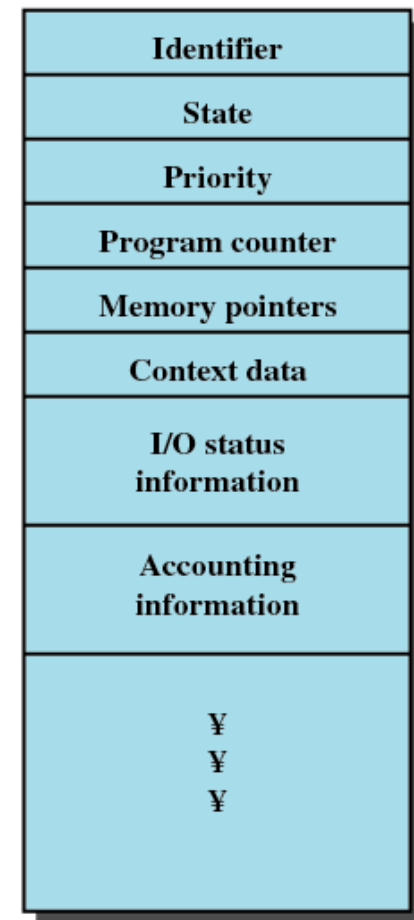 Identifier
State
Priority
Program counter
Memory pointers
Context data
I/O status
information
Accounting
information
¥
¥
¥